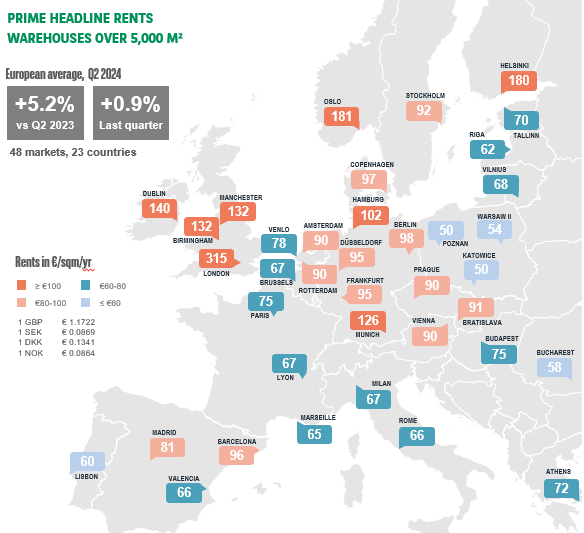 PRIME HEADLINE RENTS
WAREHOUSES OVER 5,000 M²
European average, Q2 2024
+5.2%
vs Q2 2023
+0.9%
Last quarter
48 markets, 23 countries
HELSINKI
180
OSLO
181
STOCKHOLM
92
70
TALLINN
RIGA
62
VILNIUS
68
COPENHAGEN
97
DUBLIN
140
MANCHESTER
132
132
BIRMINGHAM
HAMBURG
102
315
LONDON
VENLO
78
AMSTERDAM
90
BERLIN
98
50
POZNAN
WARSAW II
54
DÜSSELDORF
95
67
BRUSSELS
90
ROTTERDAM
KATOWICE
50
PRAGUE
90
FRANKFURT
95
75
PARIS
126
MUNICH
91
BRATISLAVA
VIENNA
90
BUDAPEST
75
BUCHAREST
58
67
LYON
MILAN
67
MARSEILLE
65
ROME
66
MADRID
81
BARCELONA
96
60
LISBON
VALENCIA
66
ATHENS
72
Rents in €/sqm/yr
≥ €100
€60-80
€80-100
≤ €60
1 GBP € 1.1722
1 SEK € 0.0869
1 DKK € 0.1341
1 NOK € 0.0864